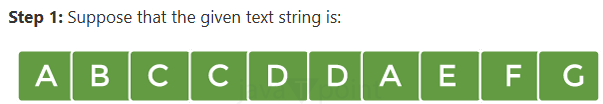 Step 1: Suppose that the given text string is:
A B C C D D A E F G